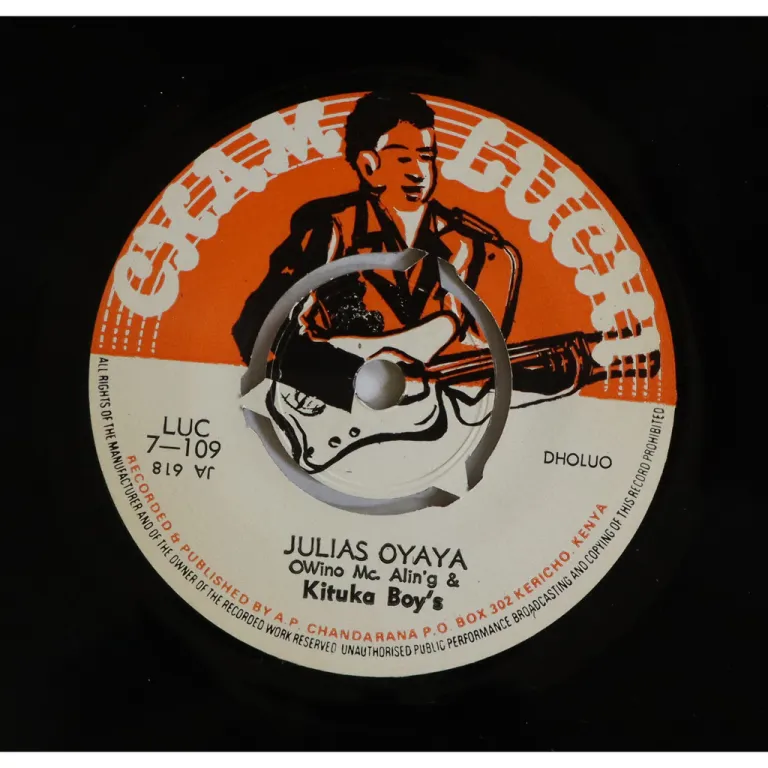 CHAM LUCK
LUC
7—109
JA 618
DHOLUO
JULIAS OYAYA
OWino Mc. Alin'g &
Kituka Boy's
RECORDED & PUBLISHED BY A.P. CHANDARANA P.O. BOX 302 KERICHO, KENYA
ALL RIGHTS OF THE MANUFACTURER AND OF THE OWNER OF THE RECORDED WORK RESERVED UNAUTHORISED PUBLIC PERFORMANCE BROADCASTING AND COPYING OF THIS RECORD PROHIBITED